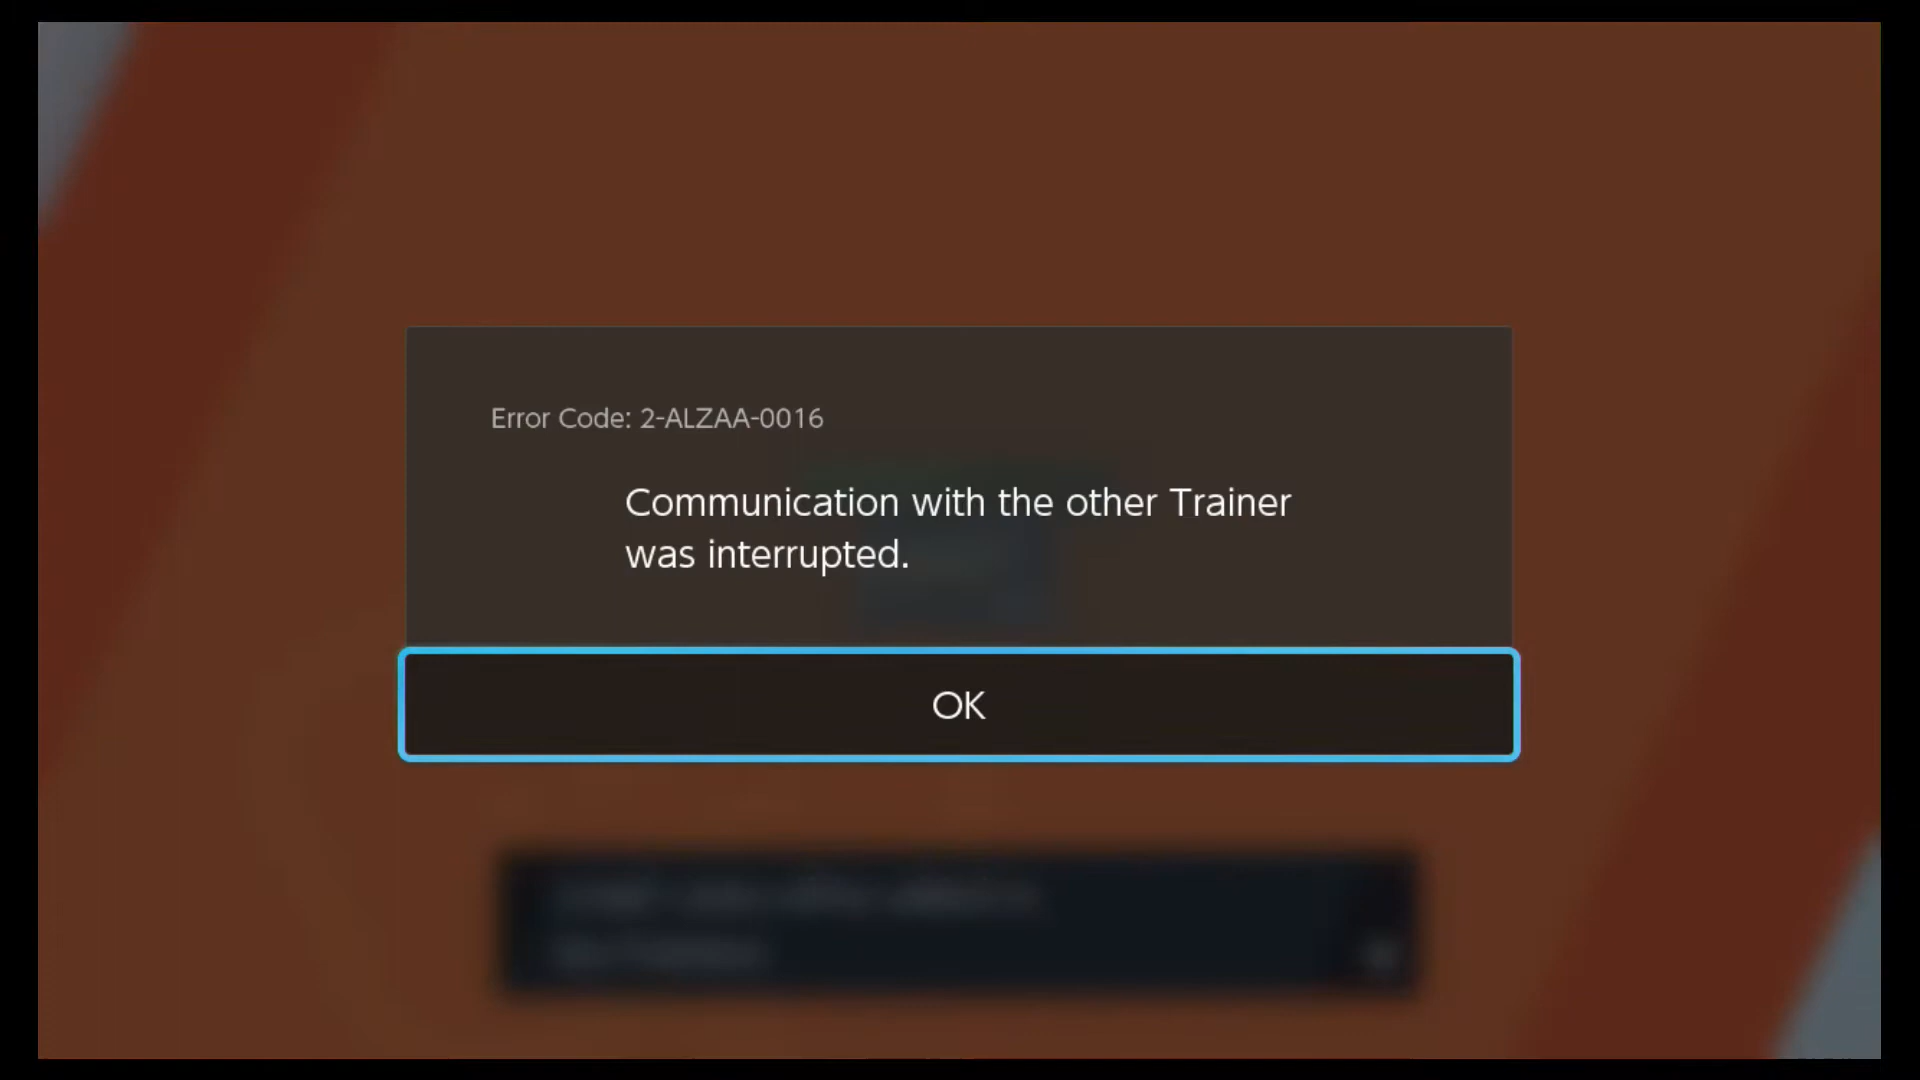 Error Code: 2-ALZAA-0016
Communication with the other Trainer
was interrupted.
OK